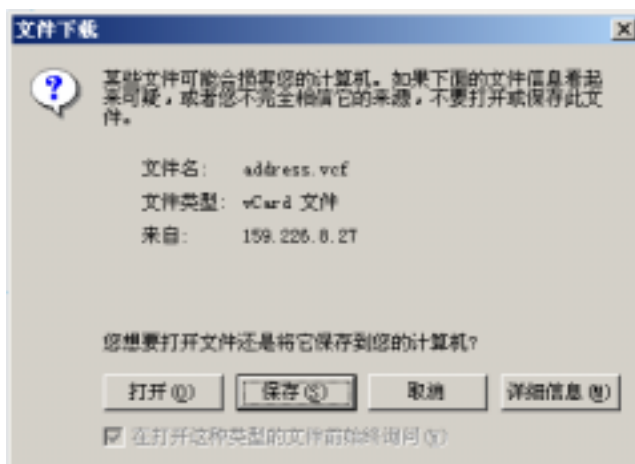 文件下载
某些文件可能会损害您的计算机。如果下面的文件信息看起
来可疑，或者您不完全相信它的来源，不要打开或保存此文
件。
文件名: address.vcf
文件类型: vCard 文件
来自: 159.226.8.27
您想要打开文件还是将它保存到您的计算机?
打开(O) 保存(S) 取消 详细信息(M)
在打开这种类型的文件前始终询问(W)